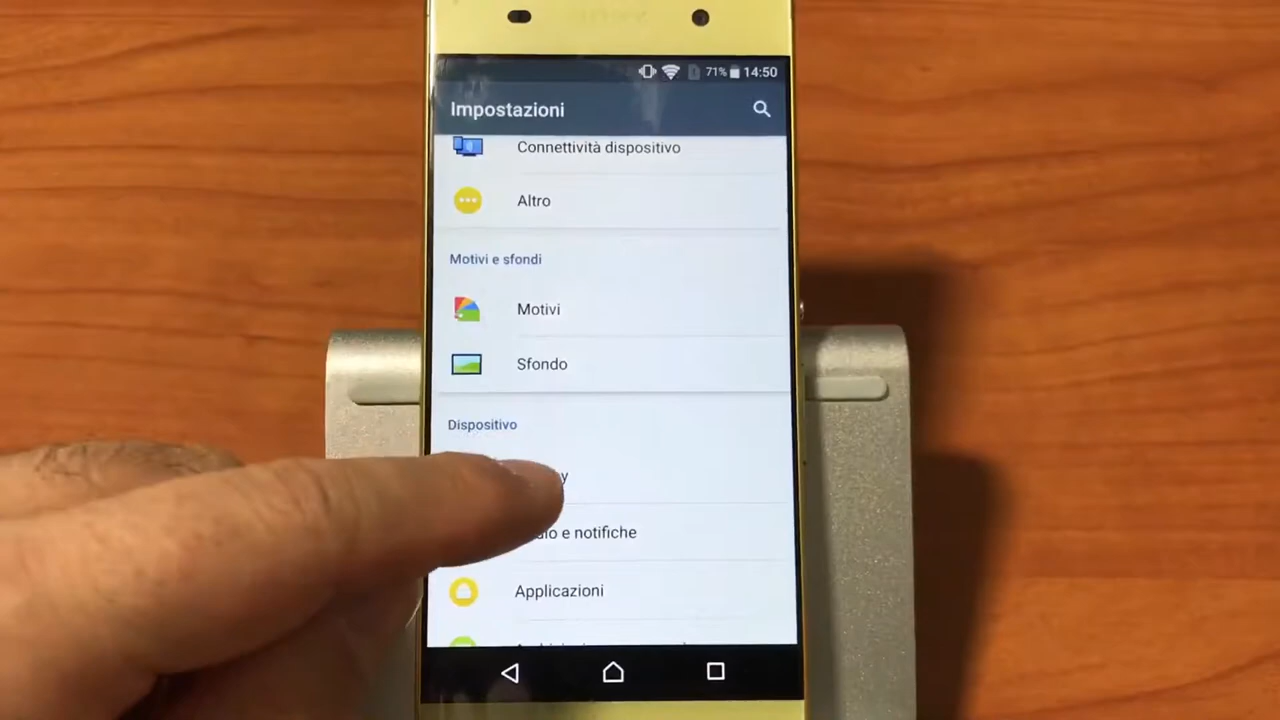 71% 14:50
Impostazioni
Connettività dispositivo
Altro
Motivi e sfondi
Motivi
Sfondo
Dispositivo
e notifiche
Applicazioni